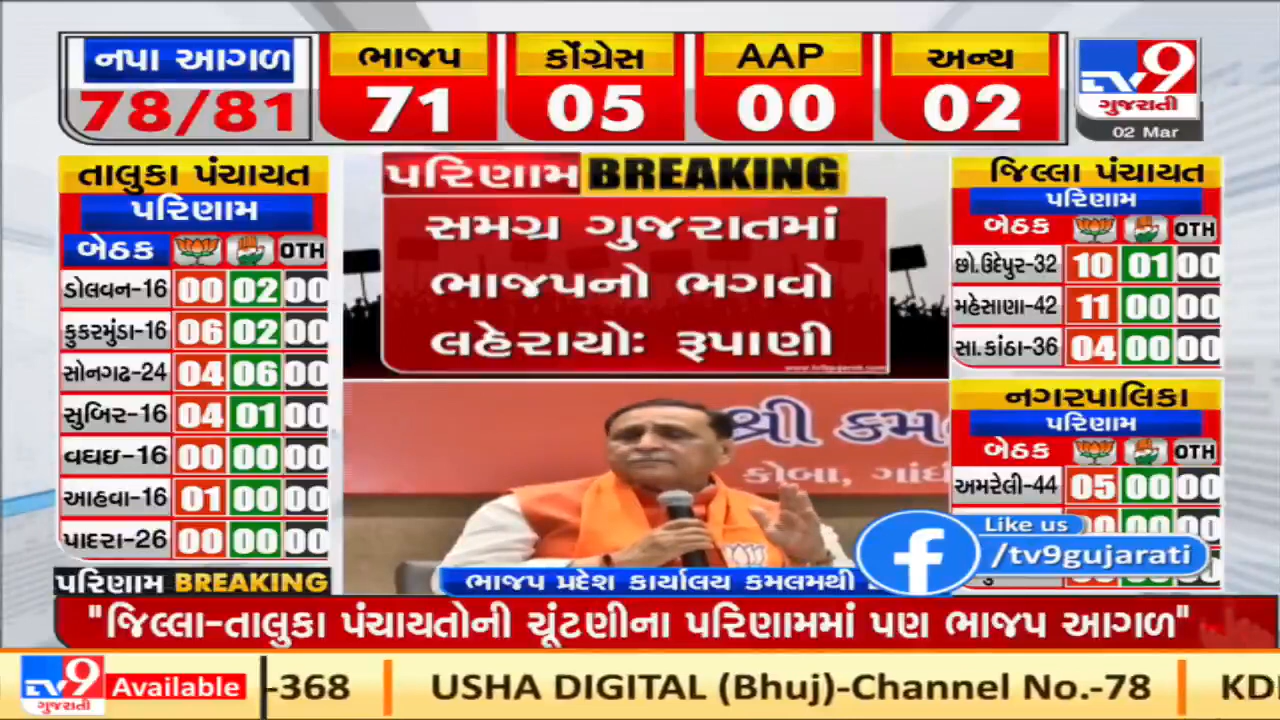 નપા આગળ
78/81
ભાજપ
71
કોંગ્રેસ
05
AAP
00
અન્ય
02
TV9
ગુજરાતી
02 Mar
તાલુકા પંચાયત
પરિણામ
બેઠક OTH
ડોલવન-16 00 02 00
કુકરમુંડા-16 06 02 00
સોનગઢ-24 04 06 00
સુબિર-16 04 01 00
વઘઇ-16 00 00 00
આહવા-16 01 00 00
પાદરા-26 00 00 00
પરિણામ BREAKING
પરિણામ BREAKING
સમગ્ર ગુજરાતમાં
ભાજપનો ભગવો
લહેરાયોઃ રૂપાણી
www.tv9gujarati.com
શ્રી કમ
કોબા, ગાંધી
ભાજપ પ્રદેશ કાર્યાલય કમલમથી
જિલ્લા પંચાયત
પરિણામ
બેઠક OTH
છો.ઉદેપુર-32 10 01 00
મહેસાણા-42 11 00 00
સા.કાંઠા-36 04 00 00
નગરપાલિકા
પરિણામ
બેઠક OTH
અમરેલી-44 05 00 00
Like us
/tv9gujarati
"જિલ્લા-તાલુકા પંચાયતોની ચૂંટણીના પરિણામમાં પણ ભાજપ આગળ"
TV9
ગુજરાતી
Available
-368 USHA DIGITAL (Bhuj)-Channel No.-78 KD